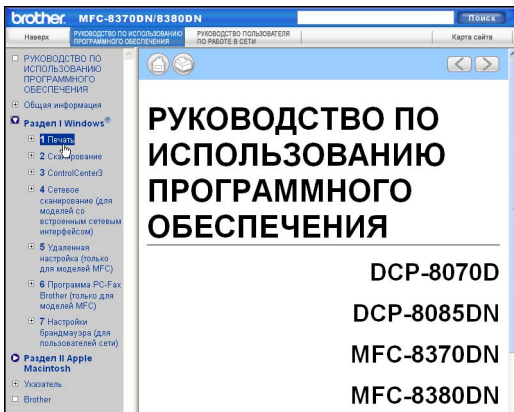 brother. MFC-8370DN/8380DN
Поиск
Наверх
РУКОВОДСТВО ПО ИСПОЛЬЗОВАНИЮ
ПРОГРАММНОГО ОБЕСПЕЧЕНИЯ
РУКОВОДСТВО ПОЛЬЗОВАТЕЛЯ
ПО РАБОТЕ В СЕТИ
Карта сайта
РУКОВОДСТВО ПО
ИСПОЛЬЗОВАНИЮ
ПРОГРАММНОГО
ОБЕСПЕЧЕНИЯ
Общая информация
Раздел I Windows®
1 Печать
2 Сканирование
3 ControlCenter3
4 Сетевое
сканирование (для
моделей со
встроенным сетевым
интерфейсом)
5 Удаленная
настройка (только
для моделей MFC)
6 Программа PC-Fax
Brother (только для
моделей MFC)
7 Настройки
брандмауэра (для
пользователей сети)
Раздел II Apple
Macintosh
Указатель
Brother
РУКОВОДСТВО ПО
ИСПОЛЬЗОВАНИЮ
ПРОГРАММНОГО
ОБЕСПЕЧЕНИЯ
DCP-8070D
DCP-8085DN
MFC-8370DN
MFC-8380DN